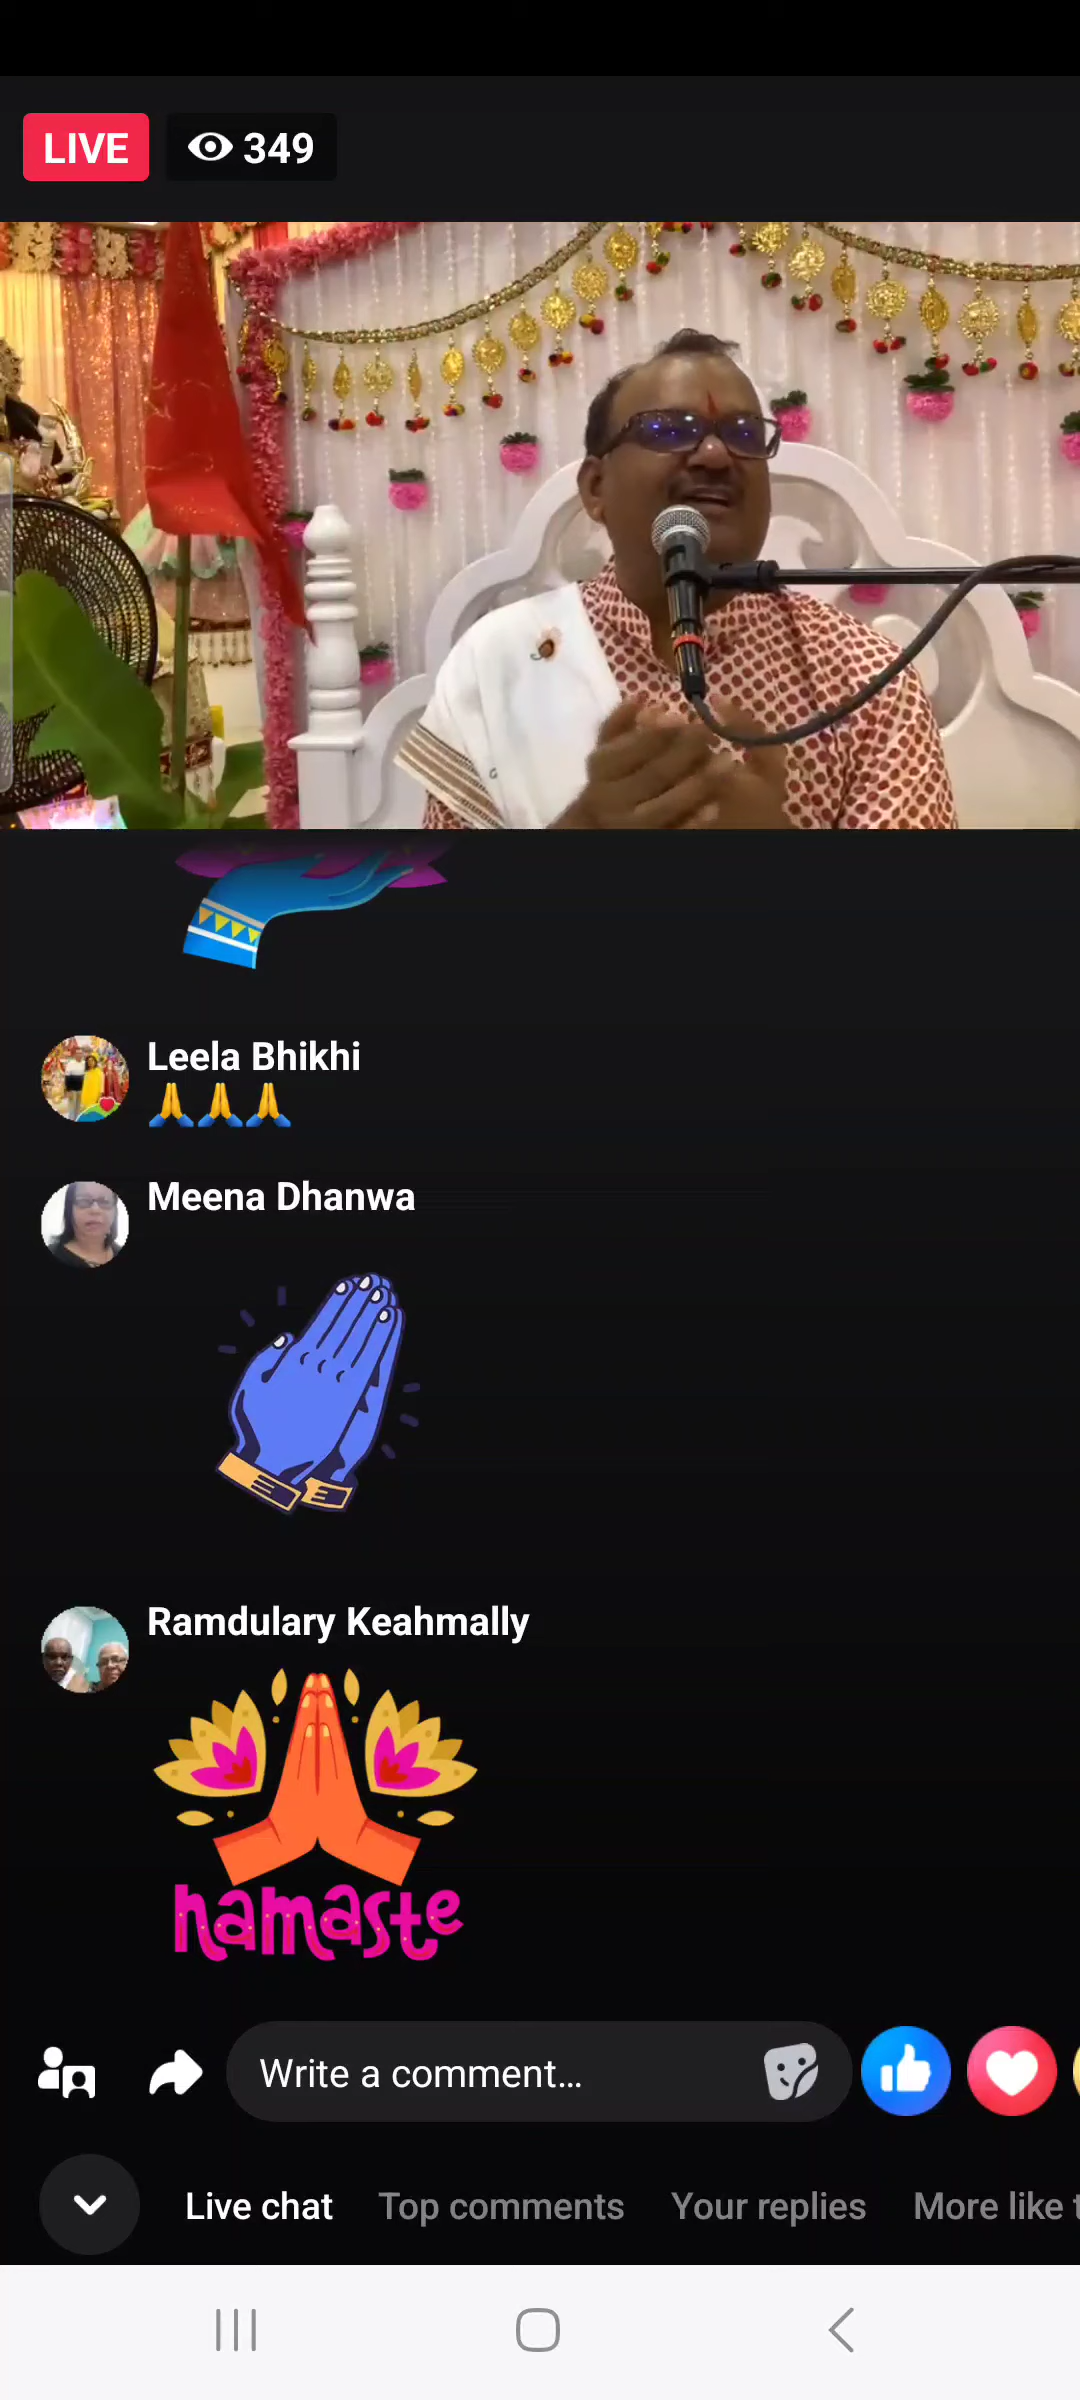 LIVE 349
Leela Bhikhi
🙏🙏🙏
Meena Dhanwa
Ramdulary Keahmally
namaste
Write a comment...
Live chat Top comments Your replies More like